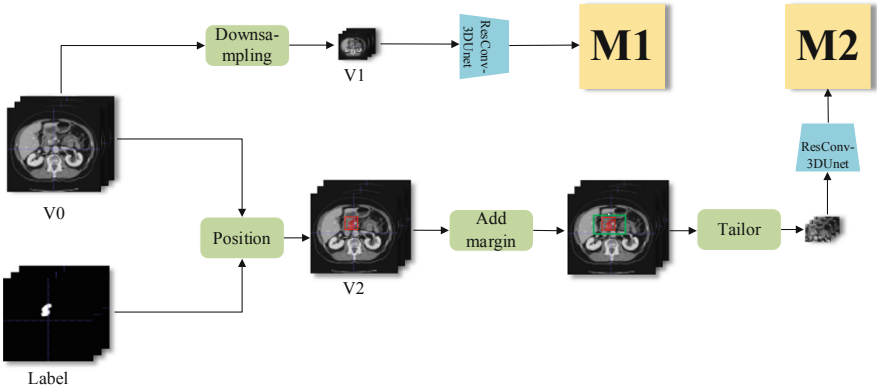 Downsa-
mpling
V1
ResConv-
3DUnet
M1
M2
ResConv-
3DUnet
V0
Position
V2
Add
margin
Tailor
Label